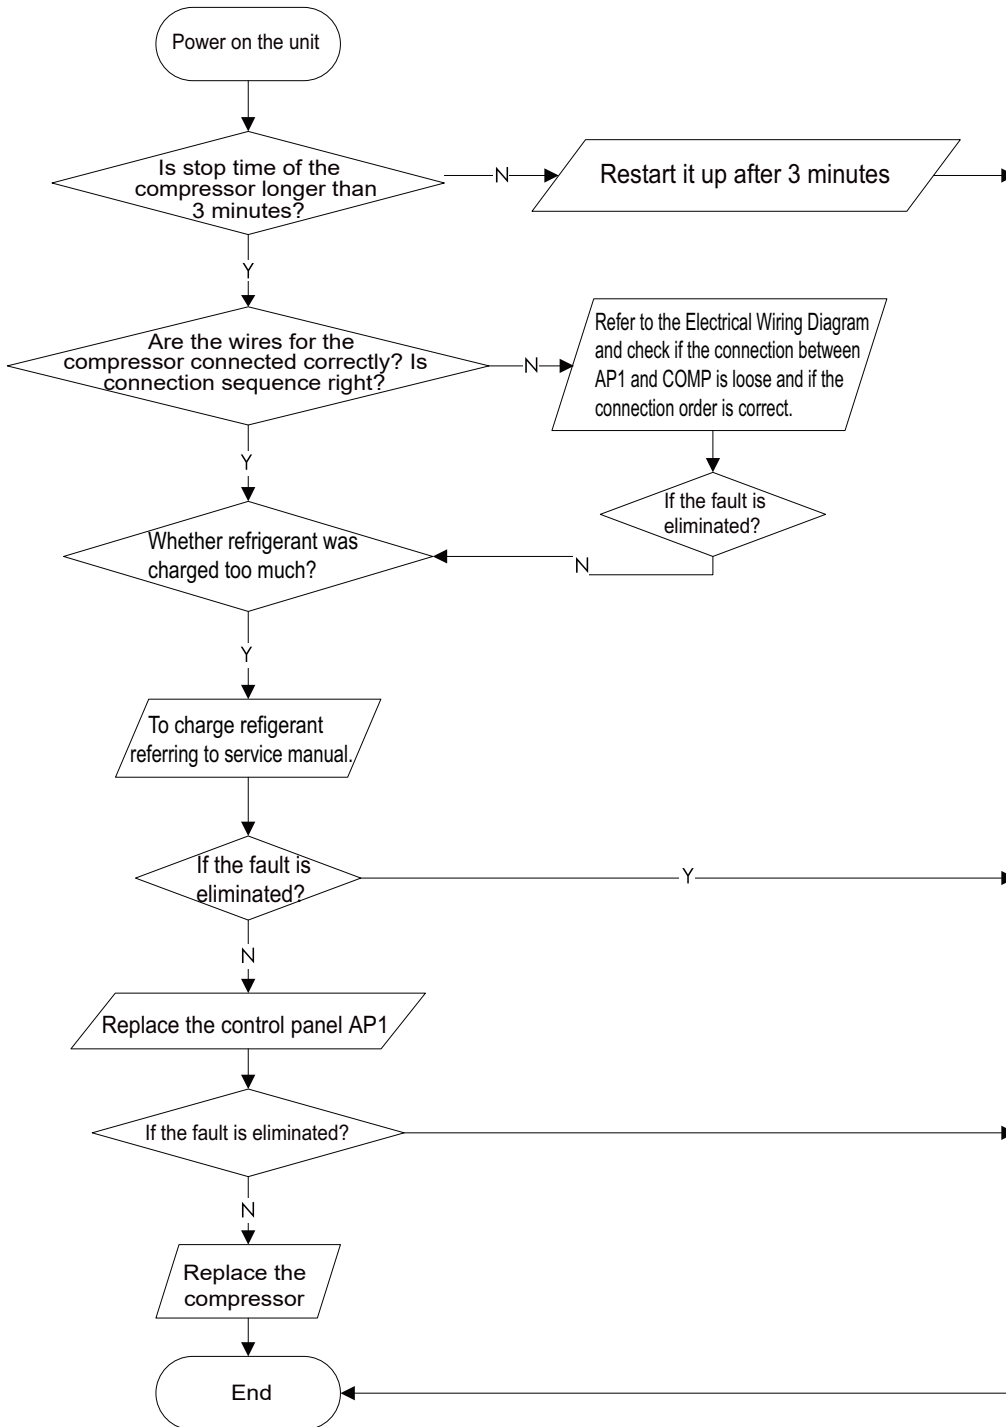 Power on the unit
Is stop time of the
compressor longer than
3 minutes?
N
Restart it up after 3 minutes
Y
Are the wires for the
compressor connected correctly? Is
connection sequence right?
N
Refer to the Electrical Wiring Diagram
and check if the connection between
AP1 and COMP is loose and if the
connection order is correct.
Y
If the fault is
eliminated?
N
Whether refrigerant was
charged too much?
Y
To charge refigerant
referring to service manual.
If the fault is
eliminated?
Y
N
Replace the control panel AP1
If the fault is eliminated?
N
Replace the
compressor
End